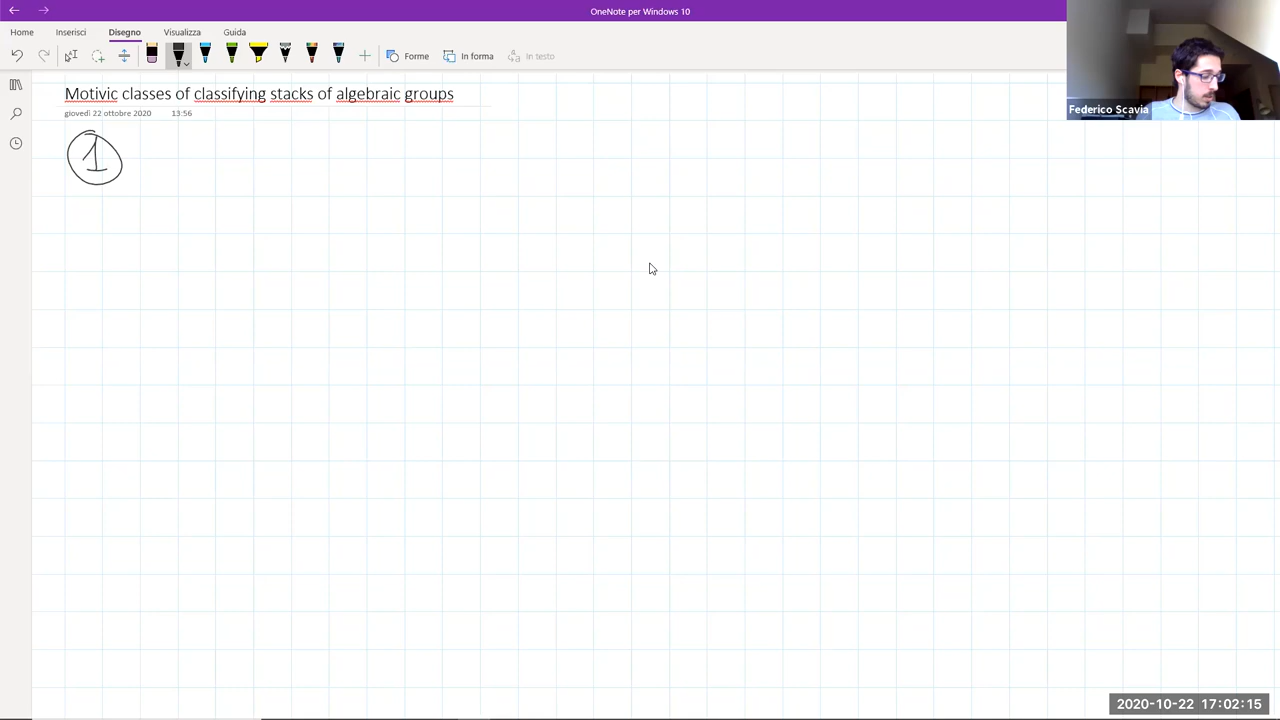 OneNote per Windows 10
Home Inserisci Disegno Visualizza Guida
Forme In forma In testo
Motivic classes of classifying stacks of algebraic groups
giovedì 22 ottobre 2020 13:56
1
Federico Scavia
2020-10-22 17:02:15